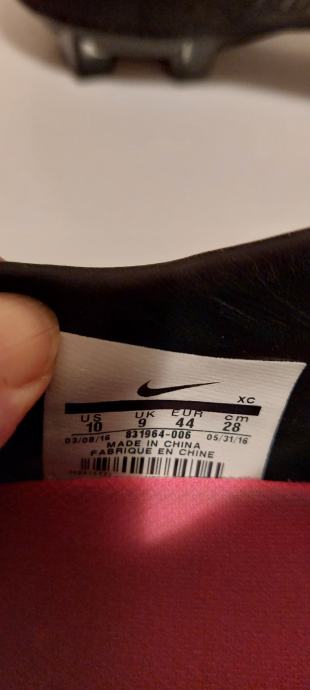 XC
US UK EUR cm
10 9 44 28
03/08/16 831964-006 05/31/16
MADE IN CHINA
FABRIQUE EN CHINE